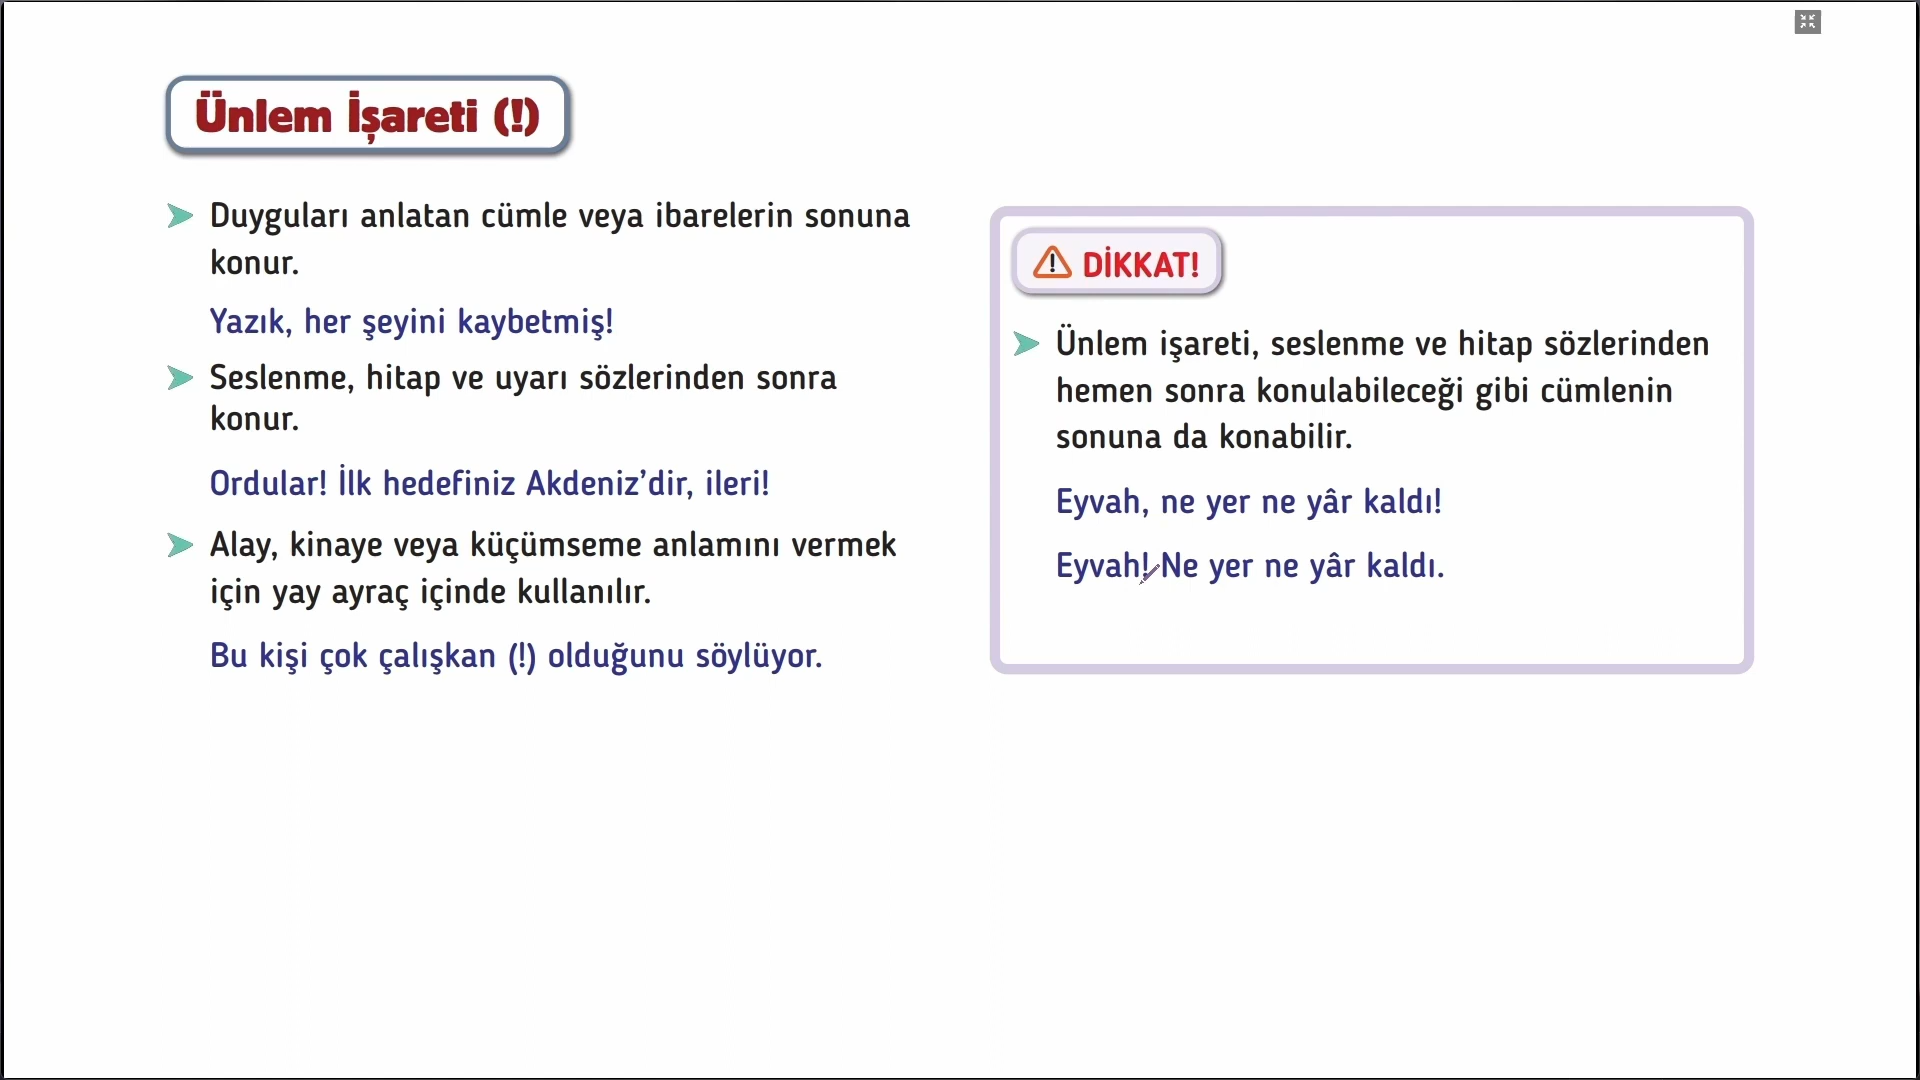 Ünlem İşareti (!)
Duyguları anlatan cümle veya ibarelerin sonuna
konur.
Yazık, her şeyini kaybetmiş!
Seslenme, hitap ve uyarı sözlerinden sonra
konur.
Ordular! İlk hedefiniz Akdeniz’dir, ileri!
Alay, kinaye veya küçümseme anlamını vermek
için yay ayraç içinde kullanılır.
Bu kişi çok çalışkan (!) olduğunu söylüyor.
DİKKAT!
Ünlem işareti, seslenme ve hitap sözlerinden
hemen sonra konulabileceği gibi cümlenin
sonuna da konabilir.
Eyvah, ne yer ne yâr kaldı!
Eyvah! Ne yer ne yâr kaldı.